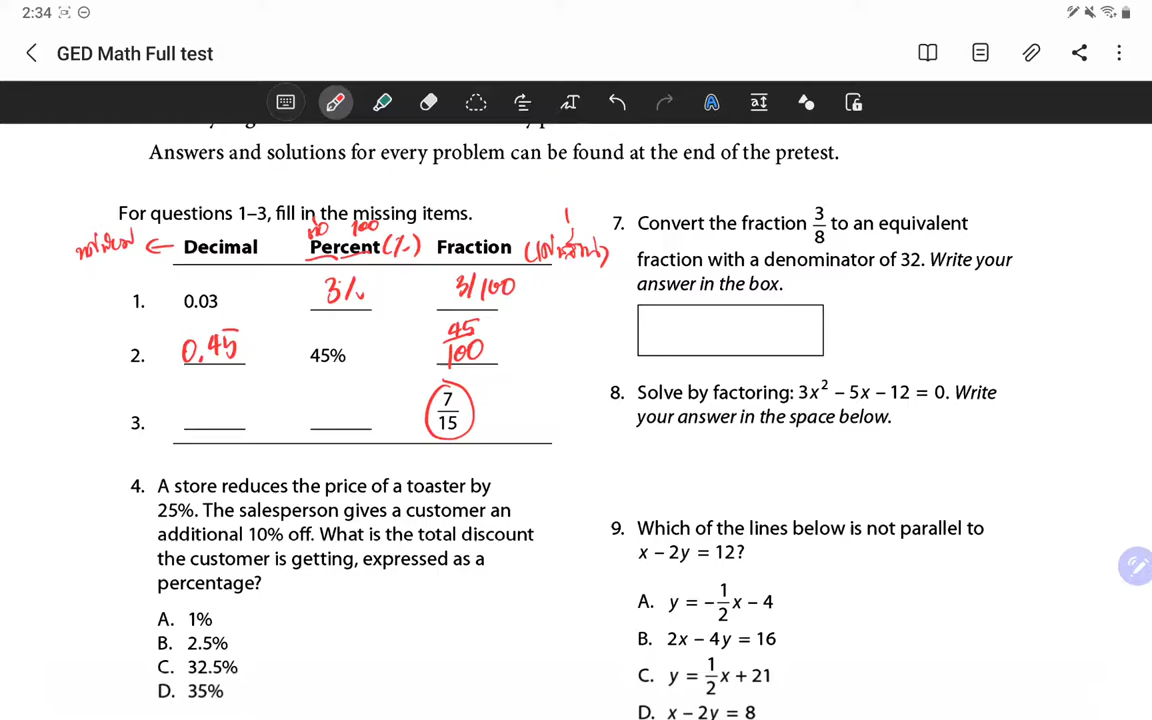 2:34
GED Math Full test
Answers and solutions for every problem can be found at the end of the pretest.
For questions 1–3, fill in the missing items.
100
Decimal Percent (%) Fraction
1. 0.03 3% 3/100
2. 0.45 45% 45/100
3. 7/15
4. A store reduces the price of a toaster by
25%. The salesperson gives a customer an
additional 10% off. What is the total discount
the customer is getting, expressed as a
percentage?
A. 1%
B. 2.5%
C. 32.5%
D. 35%
7. Convert the fraction 3/8 to an equivalent
fraction with a denominator of 32. Write your
answer in the box.
8. Solve by factoring: 3x² – 5x – 12 = 0. Write
your answer in the space below.
9. Which of the lines below is not parallel to
x – 2y = 12?
A. y = –1/2x – 4
B. 2x – 4y = 16
C. y = 1/2x + 21
D. x – 2y = 8